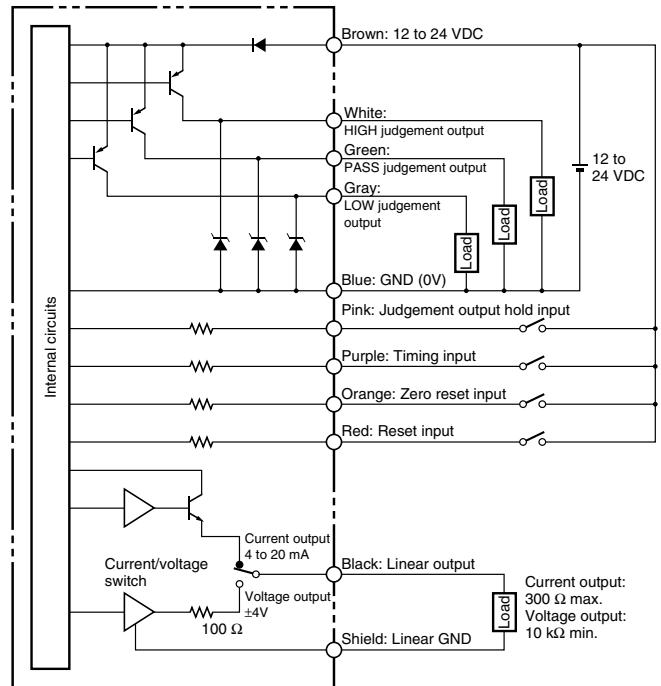 Brown: 12 to 24 VDC
White:
HIGH judgement output
Green:
PASS judgement output
Gray:
LOW judgement
output
Load
Load
Load
12 to
24 VDC
Blue: GND (0V)
Internal circuits
Pink: Judgement output hold input
Purple: Timing input
Orange: Zero reset input
Red: Reset input
Current output
4 to 20 mA
Current/voltage
switch
Black: Linear output
Voltage output
±4V
100 Ω
Load
Current output:
300 Ω max.
Voltage output:
10 kΩ min.
Shield: Linear GND